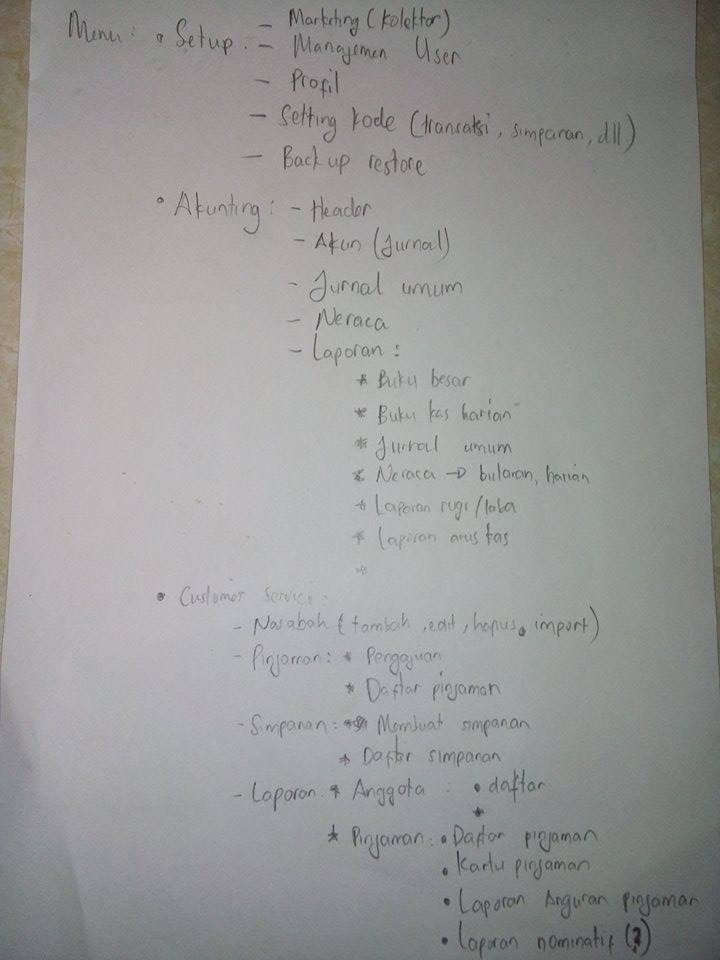 Menu: • Setup. - Marketing (kolektor)
- Manajemen User
- Profil
- Setting kode (transaksi, simpanan, dll)
- Back up restore
• Akunting: - Header
- Akun (Jurnal)
- Jurnal umum
- Neraca
- Laporan:
* Buku besar
* Buku kas harian
* Jurnal umum
* Neraca → bulanan, harian
* Laporan rugi/laba
* Laporan arus kas
*
• Customer Service.
- Nasabah (tambah, edit, hapus, import)
- Pinjaman: * Pengajuan
* Daftar pinjaman
- Simpanan: * Membuat simpanan
* Daftar simpanan
- Laporan: * Anggota: • daftar
*
* Pinjaman: • Daftar pinjaman
• Kartu pinjaman
• Laporan Anguran pinjaman
• Laporan nominatif (?)